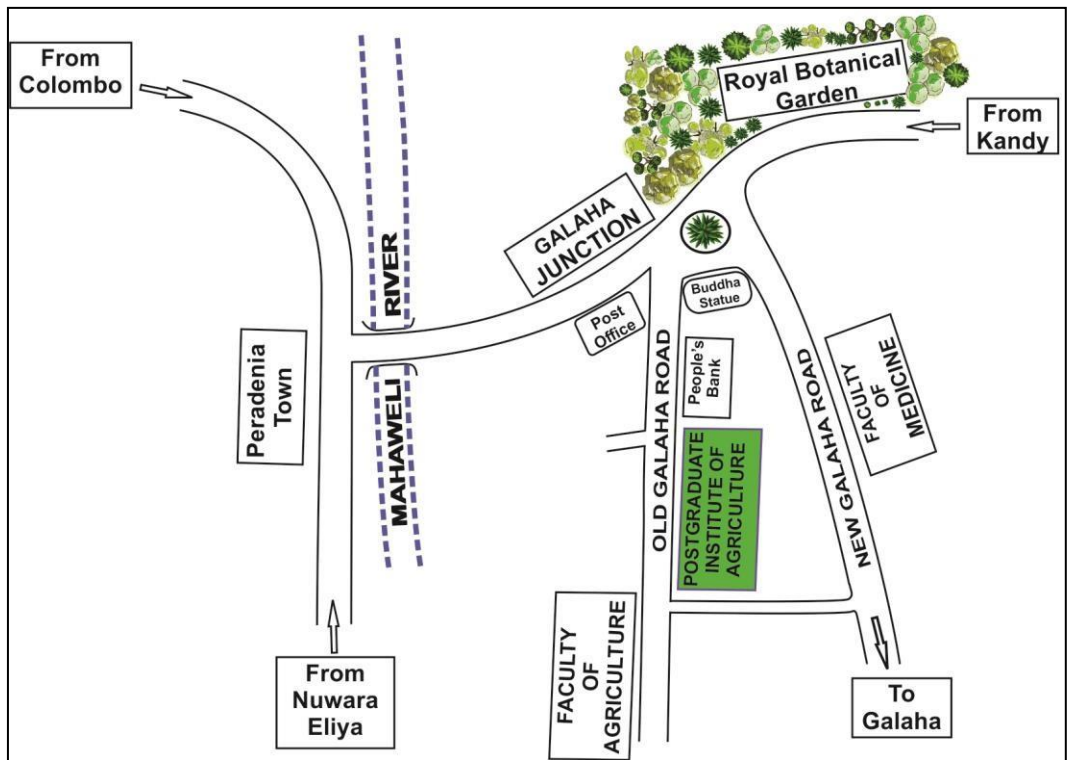 From
Colombo
Royal Botanical
Garden
From
Kandy
GALAHA
JUNCTION
RIVER
Buddha
Statue
Post
Office
People's
Bank
Peradenia
Town
MAHAWELI
OLD GALAHA ROAD
POSTGRADUATE
INSTITUTE OF
AGRICULTURE
NEW GALAHA ROAD
FACULTY
OF
MEDICINE
FACULTY
OF
AGRICULTURE
From
Nuwara
Eliya
To
Galaha